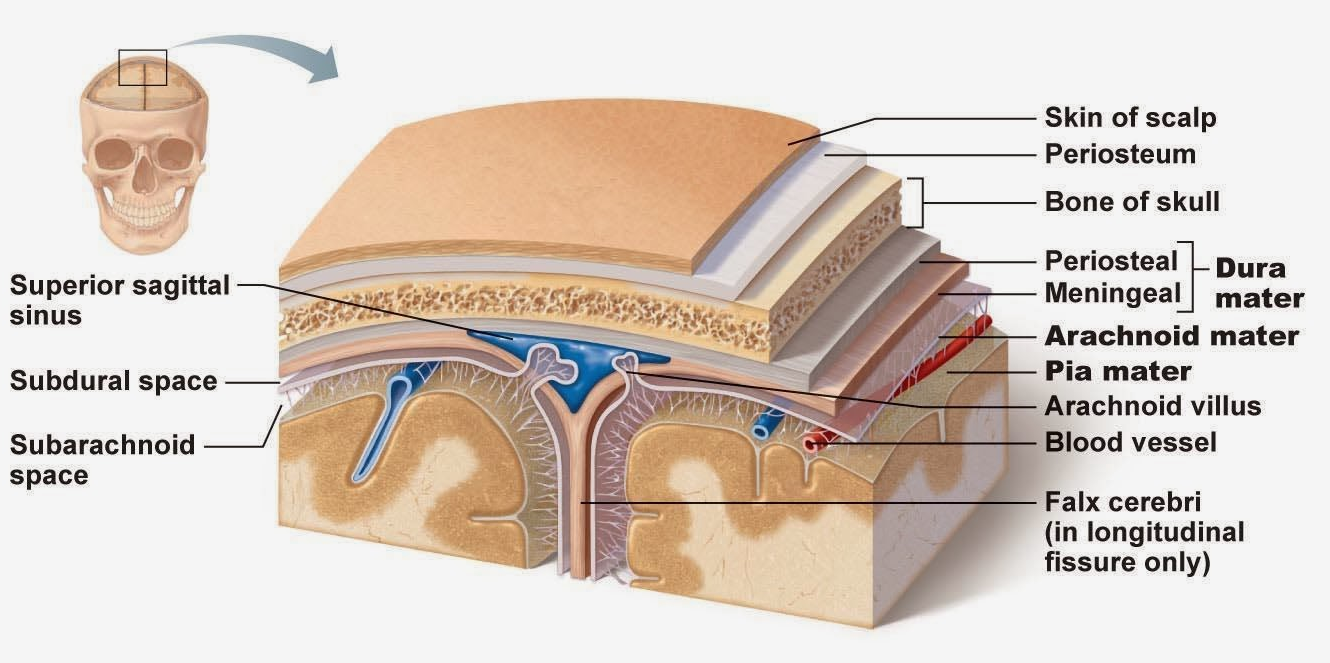 Skin of scalp
Periosteum
Bone of skull
Periosteal
Meningeal
Dura
mater
Arachnoid mater
Pia mater
Arachnoid villus
Blood vessel
Falx cerebri
(in longitudinal
fissure only)
Superior sagittal
sinus
Subdural space
Subarachnoid
space